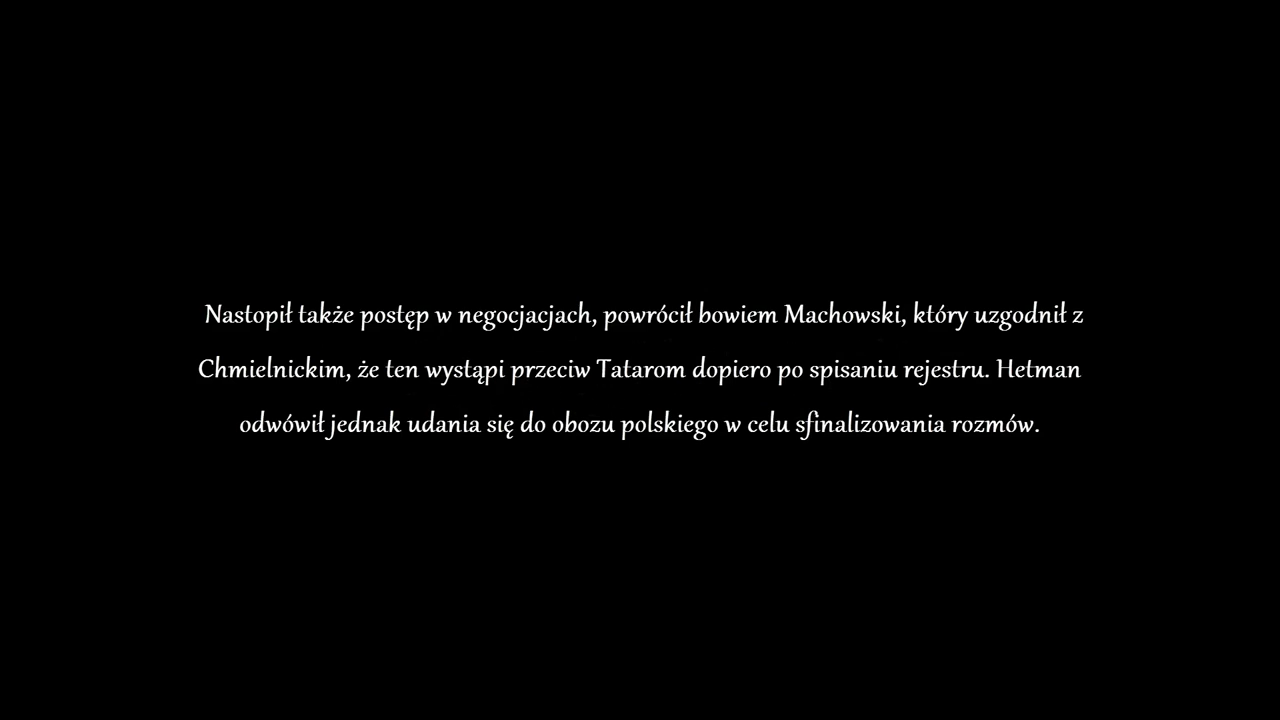 Nastopił także postęp w negocjacjach, powrócił bowiem Machowski, który uzgodnił z
Chmielnickim, że ten wystąpi przeciw Tatarom dopiero po spisaniu rejestru. Hetman
odwówił jednak udania się do obozu polskiego w celu sfinalizowania rozmów.